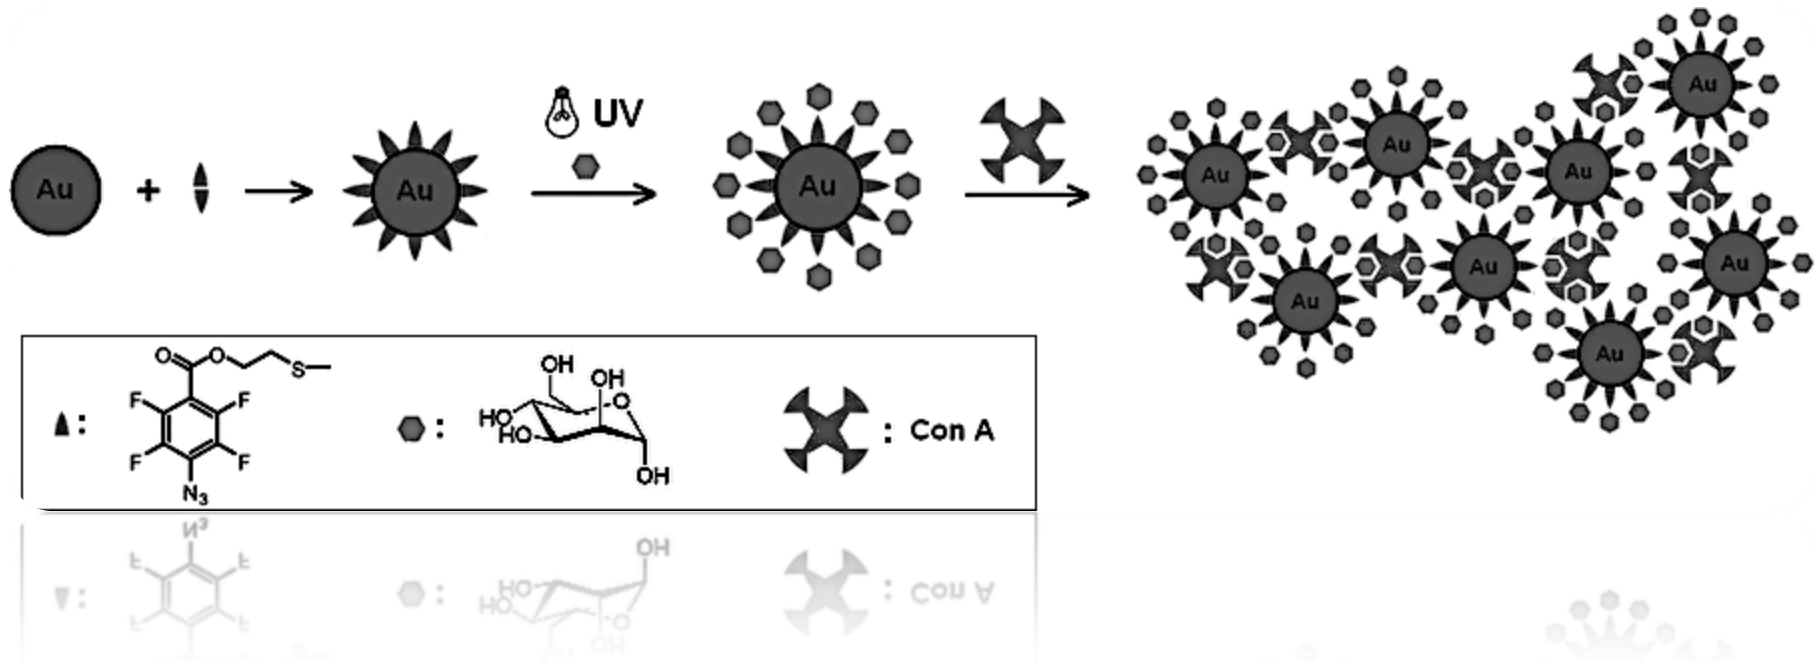 UV
Au + Au Au
Au Au Au Au
Au Au Au Au Au
O O S
F F
F F
N3
:
OH
OH
O
HO
HO
OH
:
: Con A